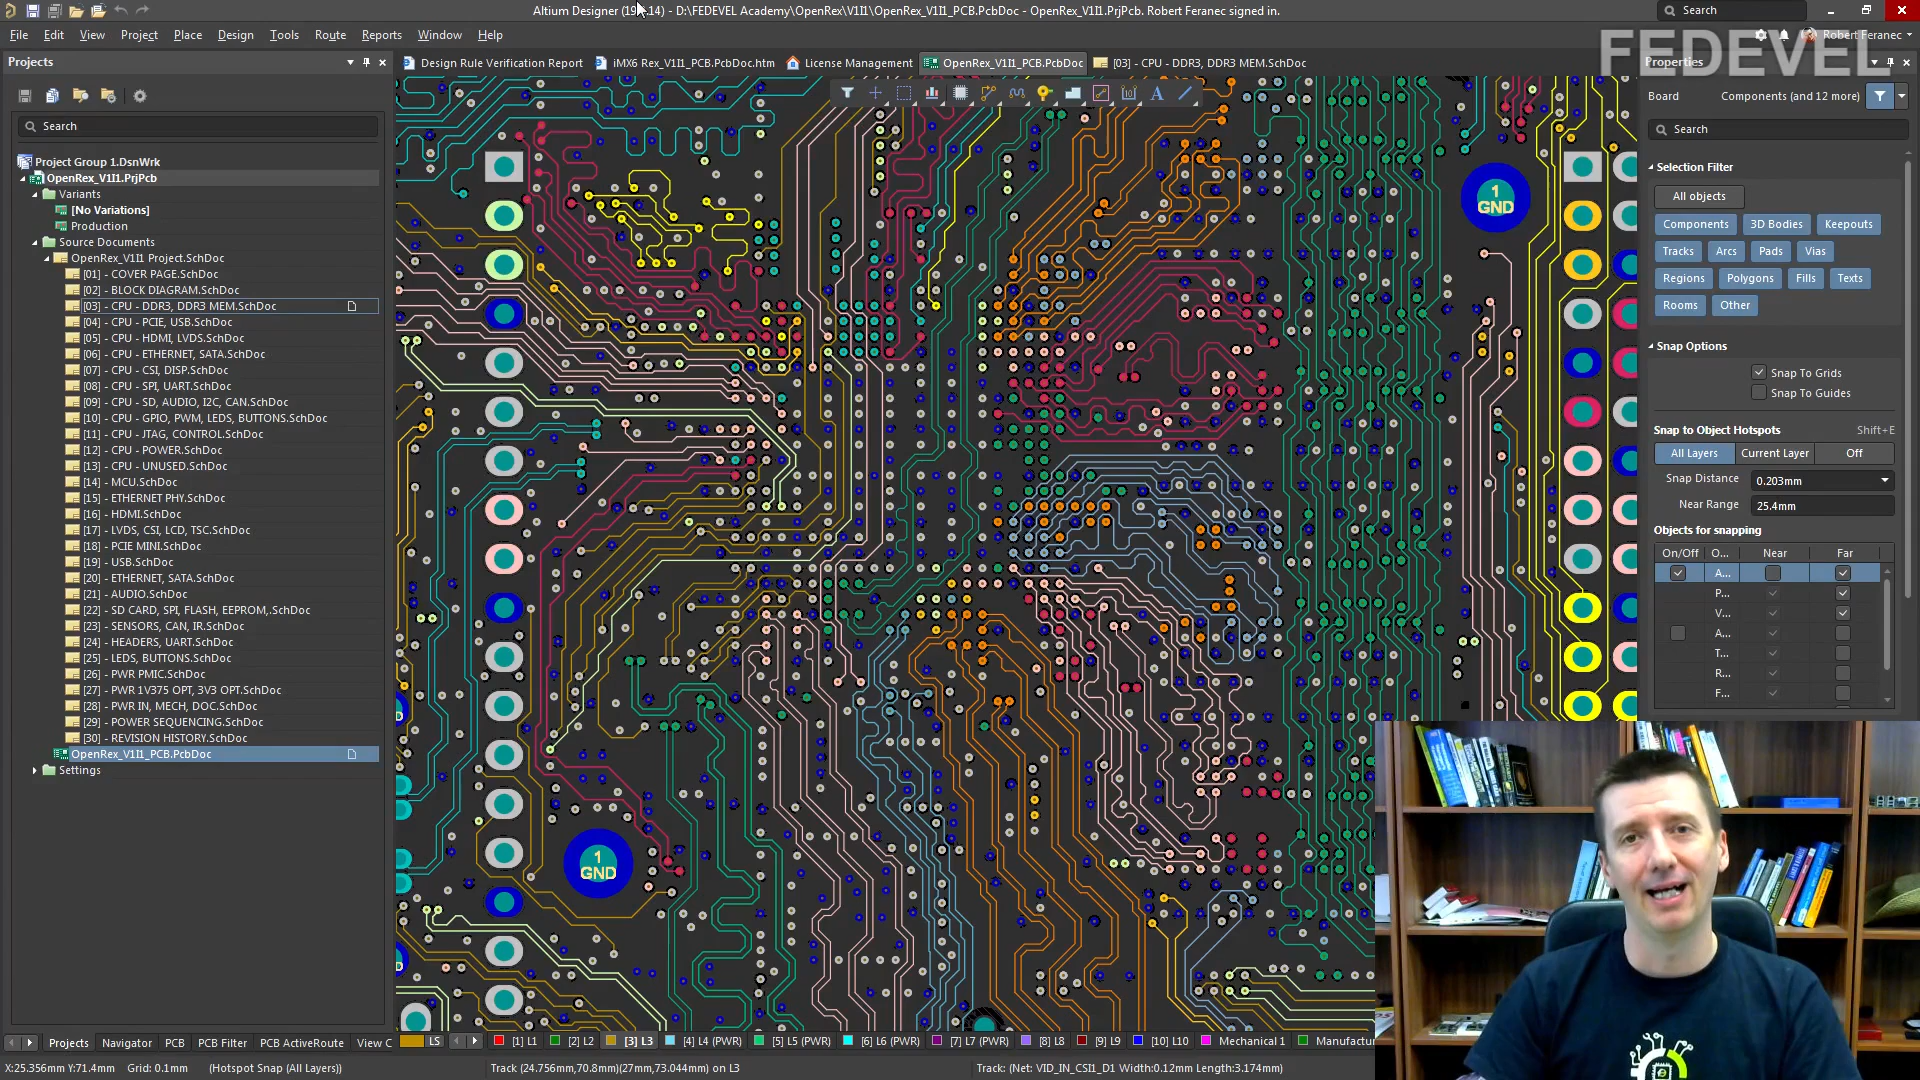 Altium Designer (19.14) - D:\FEDEVEL Academy\OpenRex\V1I1\OpenRex_V1I1_PCB.PcbDoc - OpenRex_V1I1.PrjPcb. Robert Feranec signed in.
Search
File Edit View Project Place Design Tools Route Reports Window Help
Robert Feranec
FEDEVEL
Projects
Design Rule Verification Report
iMX6 Rex_V1I1_PCB.PcbDoc.htm
License Management
OpenRex_V1I1_PCB.PcbDoc
[03] - CPU - DDR3, DDR3 MEM.SchDoc
Properties
Board Components (and 12 more)
Search
Search
Project Group 1.DsnWrk
OpenRex_V1I1.PrjPcb
Variants
[No Variations]
Production
Source Documents
OpenRex_V1I1 Project.SchDoc
[01] - COVER PAGE.SchDoc
[02] - BLOCK DIAGRAM.SchDoc
[03] - CPU - DDR3, DDR3 MEM.SchDoc
[04] - CPU - PCIE, USB.SchDoc
[05] - CPU - HDMI, LVDS.SchDoc
[06] - CPU - ETHERNET, SATA.SchDoc
[07] - CPU - CSI, DISP.SchDoc
[08] - CPU - SPI, UART.SchDoc
[09] - CPU - SD, AUDIO, I2C, CAN.SchDoc
[10] - CPU - GPIO, PWM, LEDS, BUTTONS.SchDoc
[11] - CPU - JTAG, CONTROL.SchDoc
[12] - CPU - POWER.SchDoc
[13] - CPU - UNUSED.SchDoc
[14] - MCU.SchDoc
[15] - ETHERNET PHY.SchDoc
[16] - HDMI.SchDoc
[17] - LVDS, CSI, LCD, TSC.SchDoc
[18] - PCIE MINI.SchDoc
[19] - USB.SchDoc
[20] - ETHERNET, SATA.SchDoc
[21] - AUDIO.SchDoc
[22] - SD CARD, SPI, FLASH, EEPROM,.SchDoc
[23] - SENSORS, CAN, IR.SchDoc
[24] - HEADERS, UART.SchDoc
[25] - LEDS, BUTTONS.SchDoc
[26] - PWR PMIC.SchDoc
[27] - PWR 1V375 OPT, 3V3 OPT.SchDoc
[28] - PWR IN, MECH, DOC.SchDoc
[29] - POWER SEQUENCING.SchDoc
[30] - REVISION HISTORY.SchDoc
OpenRex_V1I1_PCB.PcbDoc
Settings
1
GND
1
GND
Selection Filter
All objects
Components 3D Bodies Keepouts
Tracks Arcs Pads Vias
Regions Polygons Fills Texts
Rooms Other
Snap Options
Snap To Grids
Snap To Guides
Snap to Object Hotspots Shift+E
All Layers Current Layer Off
Snap Distance 0.203mm
Near Range 25.4mm
Objects for snapping
On/Off O... Near Far
A...
P...
V...
A...
T...
R...
F...
Projects Navigator PCB PCB Filter PCB ActiveRoute View C
LS [1] L1 [2] L2 [3] L3 [4] L4 (PWR) [5] L5 (PWR) [6] L6 (PWR) [7] L7 (PWR) [8] L8 [9] L9 [10] L10 Mechanical 1 Manufactur
X:25.356mm Y:71.4mm Grid: 0.1mm (Hotspot Snap (All Layers)) Track (24.756mm,70.8mm)(27mm,73.044mm) on L3 Track: (Net: VID_IN_CSI1_D1 Width:0.12mm Length:3.174mm)